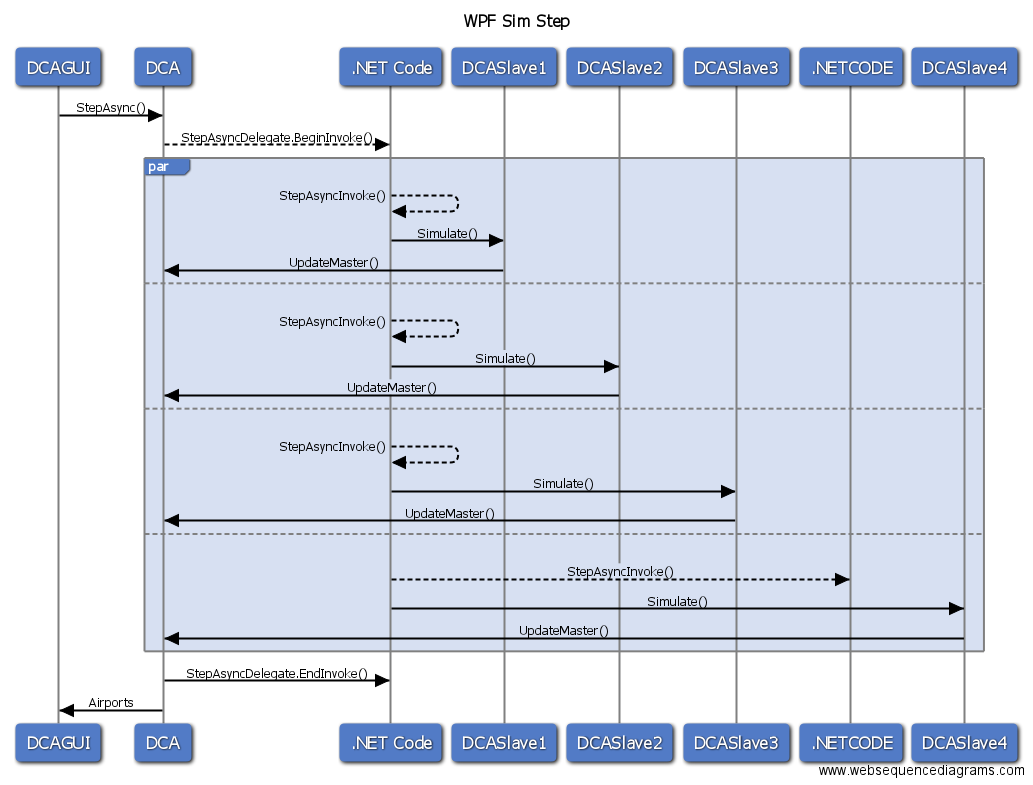 WPF Sim Step
DCAGUI DCA .NET Code DCASlave1 DCASlave2 DCASlave3 .NETCODE DCASlave4
StepAsync()
StepAsyncDelegate.BeginInvoke()
par
StepAsyncInvoke()
Simulate()
UpdateMaster()
StepAsyncInvoke()
Simulate()
UpdateMaster()
StepAsyncInvoke()
Simulate()
UpdateMaster()
StepAsyncInvoke()
Simulate()
UpdateMaster()
StepAsyncDelegate.EndInvoke()
Airports
DCAGUI DCA .NET Code DCASlave1 DCASlave2 DCASlave3 .NETCODE DCASlave4
www.websequencediagrams.com